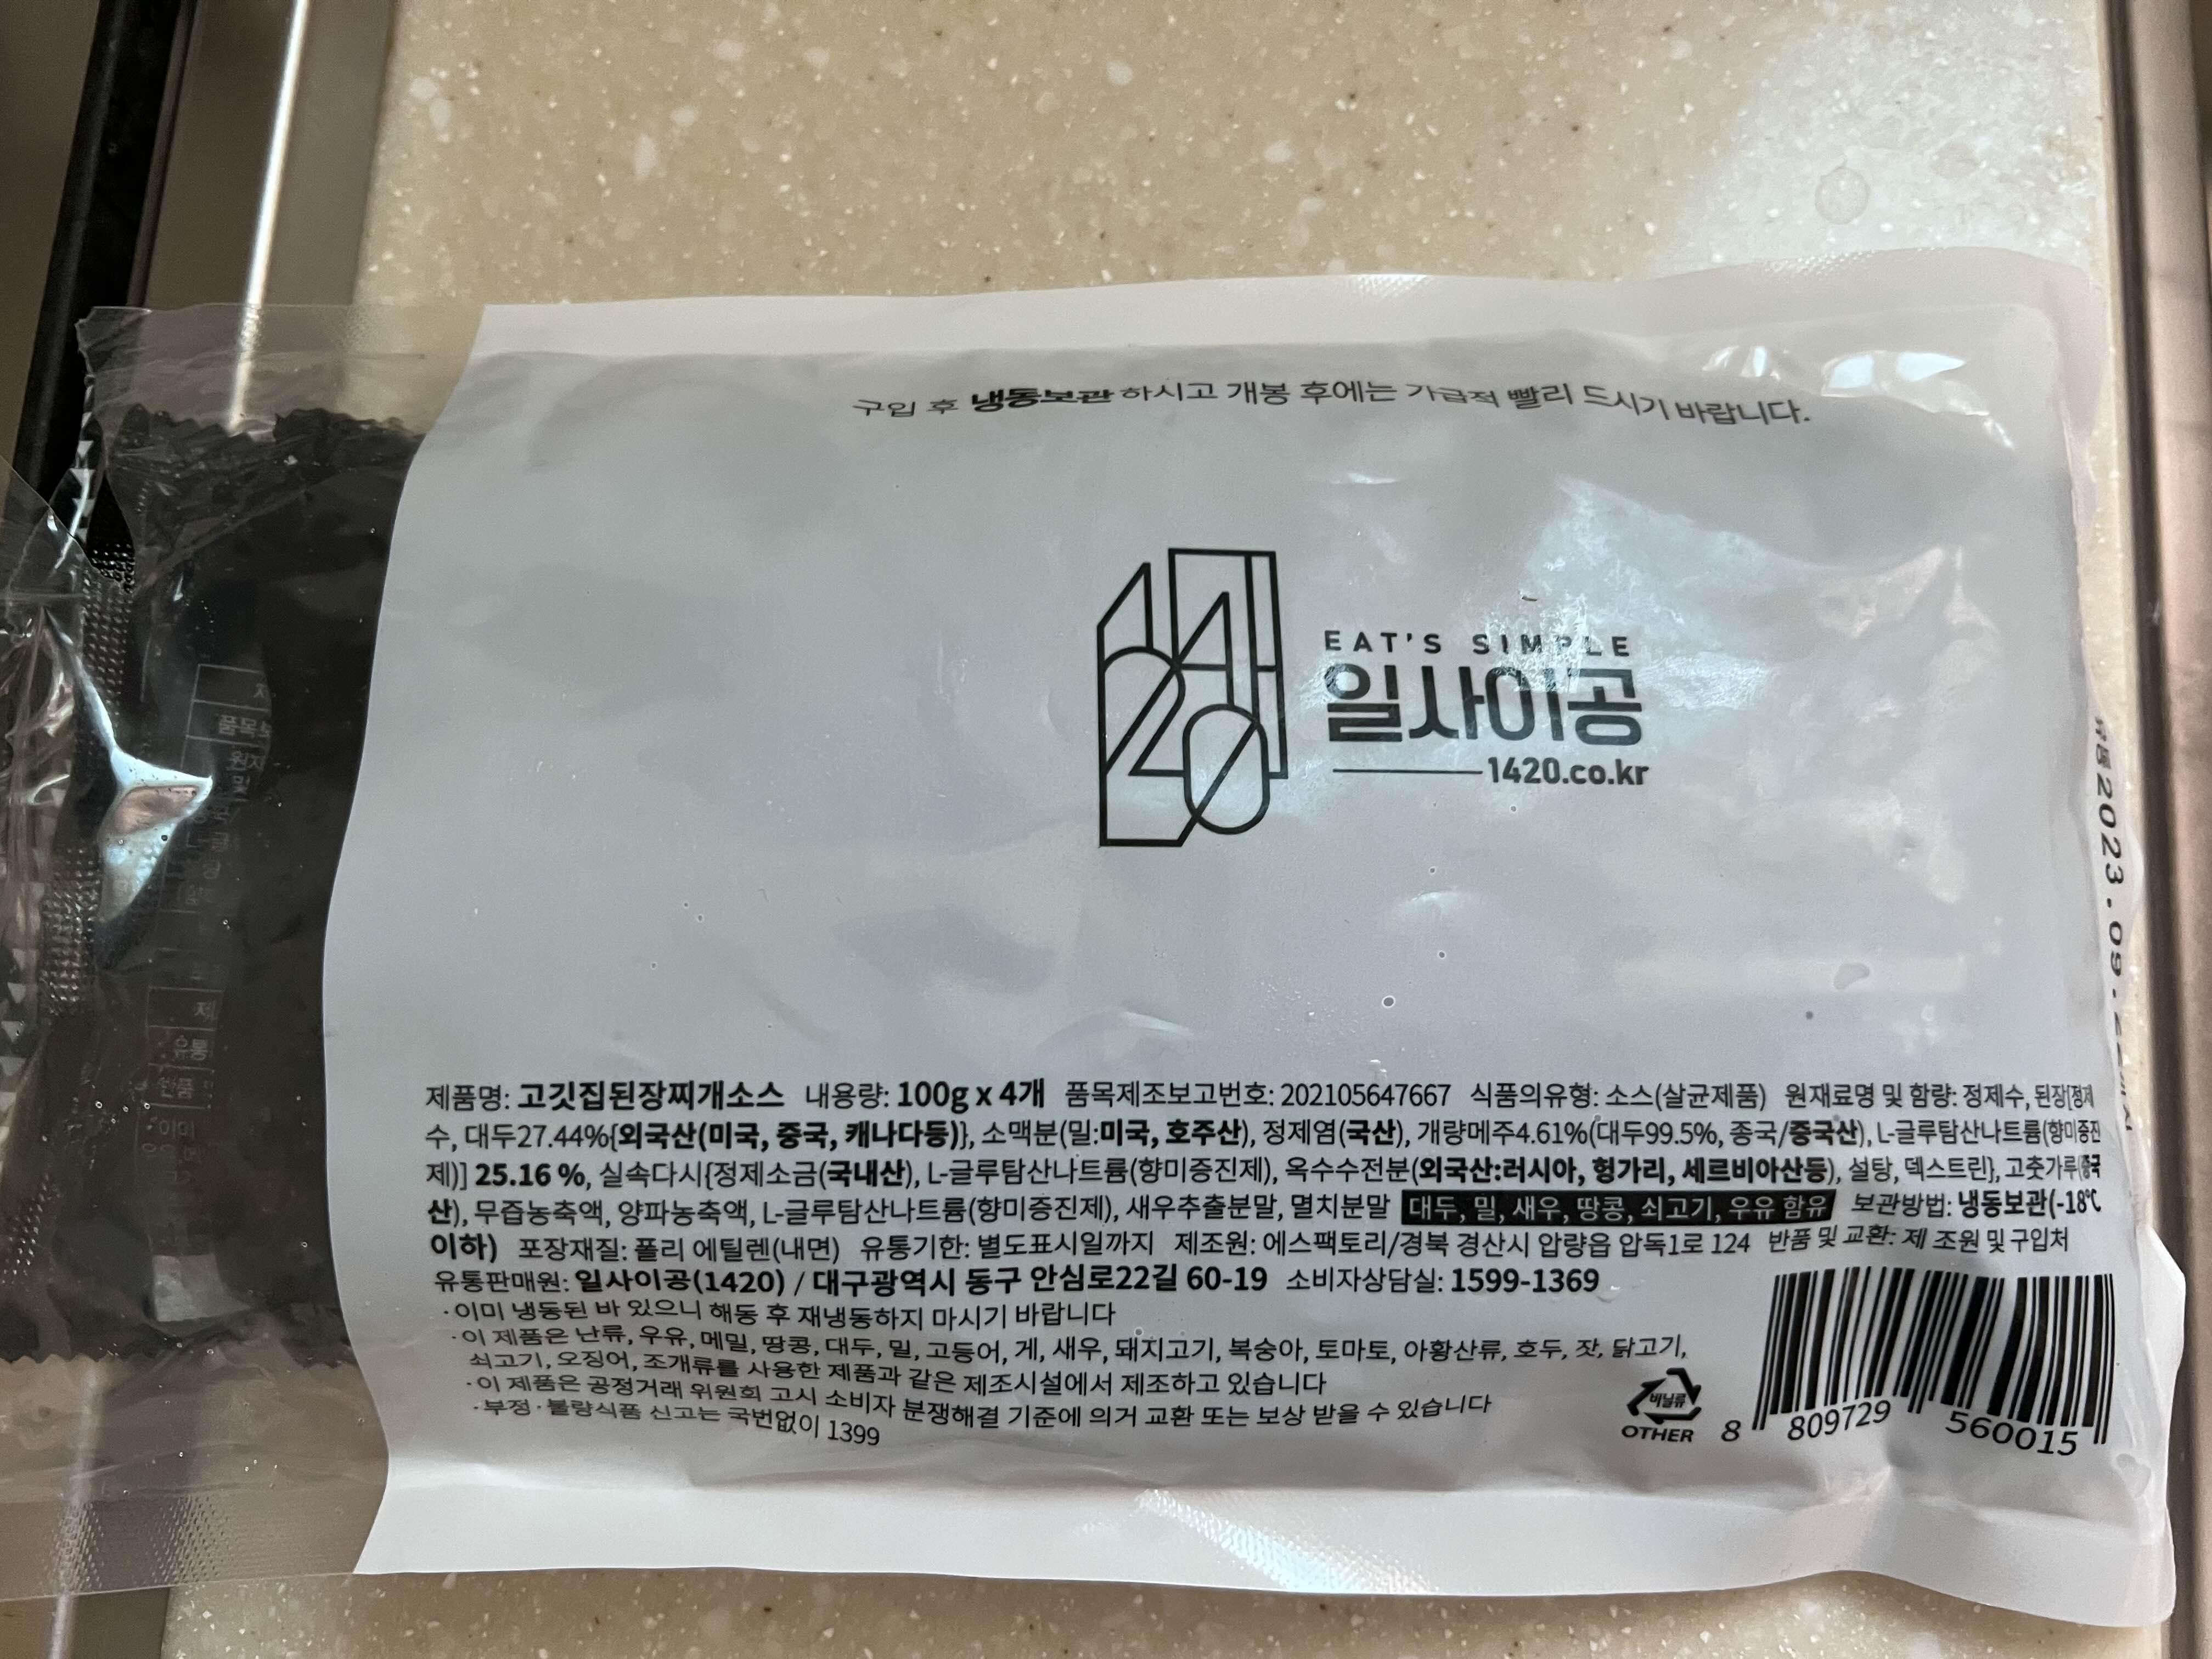 구입 후 냉동보관 하시고 개봉 후에는 가급적 빨리 드시기 바랍니다.
EAT'S SIMPLE
일사이공
1420.co.kr
2023.09.
제품명: 고깃집된장찌개소스 내용량: 100g x 4개 품목제조보고번호: 202105647667 식품의유형: 소스(살균제품) 원재료명 및 함량: 정제수, 된장[정제
수, 대두27.44%{외국산(미국, 중국, 캐나다등)}, 소맥분(밀:미국, 호주산), 정제염(국산), 개량메주4.61%(대두99.5%, 종국/중국산), L-글루탐산나트륨(향미증진
제)] 25.16 %, 실속다시{정제소금(국내산), L-글루탐산나트륨(향미증진제), 옥수수전분(외국산:러시아, 헝가리, 세르비아산등), 설탕, 덱스트린}, 고춧가루(중국
산), 무즙농축액, 양파농축액, L-글루탐산나트륨(향미증진제), 새우추출분말, 멸치분말 대두, 밀, 새우, 땅콩, 쇠고기, 우유 함유 보관방법: 냉동보관(-18℃
이하) 포장재질: 폴리 에틸렌(내면) 유통기한: 별도표시일까지 제조원: 에스팩토리/경북 경산시 압량읍 압독1로 124 반품 및 교환: 제 조원 및 구입처
유통판매원: 일사이공(1420) / 대구광역시 동구 안심로22길 60-19 소비자상담실: 1599-1369
·이미 냉동된 바 있으니 해동 후 재냉동하지 마시기 바랍니다
·이 제품은 난류, 우유, 메밀, 땅콩, 대두, 밀, 고등어, 게, 새우, 돼지고기, 복숭아, 토마토, 아황산류, 호두, 잣, 닭고기,
쇠고기, 오징어, 조개류를 사용한 제품과 같은 제조시설에서 제조하고 있습니다
·이 제품은 공정거래 위원회 고시 소비자 분쟁해결 기준에 의거 교환 또는 보상 받을 수 있습니다
·부정·불량식품 신고는 국번없이 1399
비닐류
OTHER
8 809729 560015